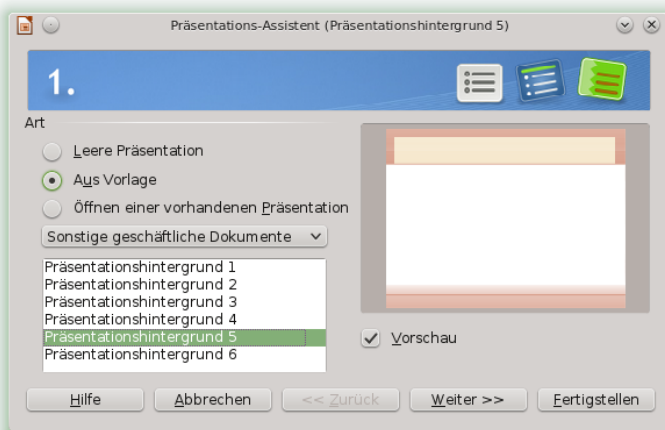 Präsentations-Assistent (Präsentationshintergrund 5)
1.
Art
Leere Präsentation
Aus Vorlage
Öffnen einer vorhandenen Präsentation
Sonstige geschäftliche Dokumente
Präsentationshintergrund 1
Präsentationshintergrund 2
Präsentationshintergrund 3
Präsentationshintergrund 4
Präsentationshintergrund 5
Präsentationshintergrund 6
Vorschau
Hilfe
Abbrechen
<< Zurück
Weiter >>
Fertigstellen